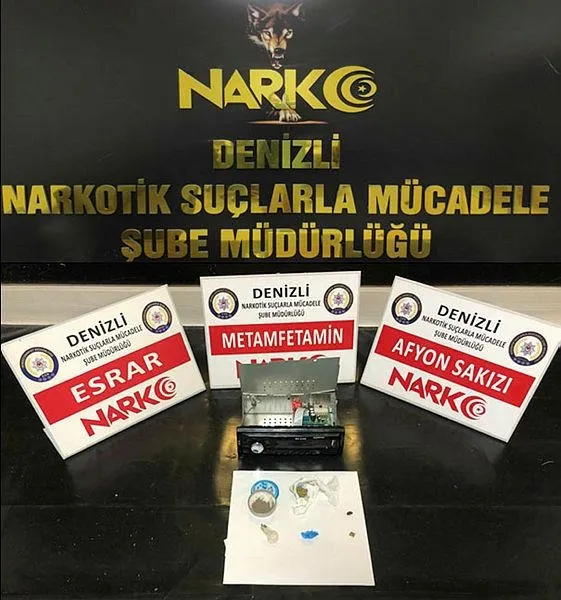 NARKO
DENİZLİ
NARKOTİK SUÇLARLA MÜCADELE
ŞUBE MÜDÜRLÜĞÜ
DENİZLİ
NARKOTİK SUÇLARLA MÜCADELE
ŞUBE MÜDÜRLÜĞÜ
ESRAR
NARKO
DENİZLİ
NARKOTİK SUÇLARLA MÜCADELE
ŞUBE MÜDÜRLÜĞÜ
METAMFETAMİN
NARKO
DENİZLİ
NARKOTİK SUÇLARLA MÜCADELE
ŞUBE MÜDÜRLÜĞÜ
AFYON SAKIZI
NARKO